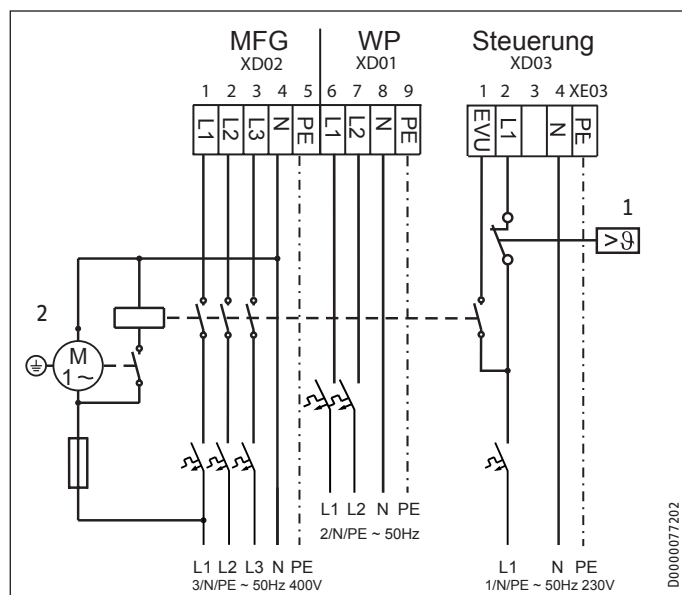 MFG WP Steuerung
XD02 XD01 XD03
1 2 3 4 5 6 7 8 9 1 2 3 4 XE03
L1 L2 L3 N PE L1 L2 N PE EVU L1 N PE
1
>ϑ
2
M
1~
L1 L2 N PE
2/N/PE ~ 50Hz
L1 L2 L3 N PE L1 N PE
3/N/PE ~ 50Hz 400V 1/N/PE ~ 50Hz 230V
D0000077202